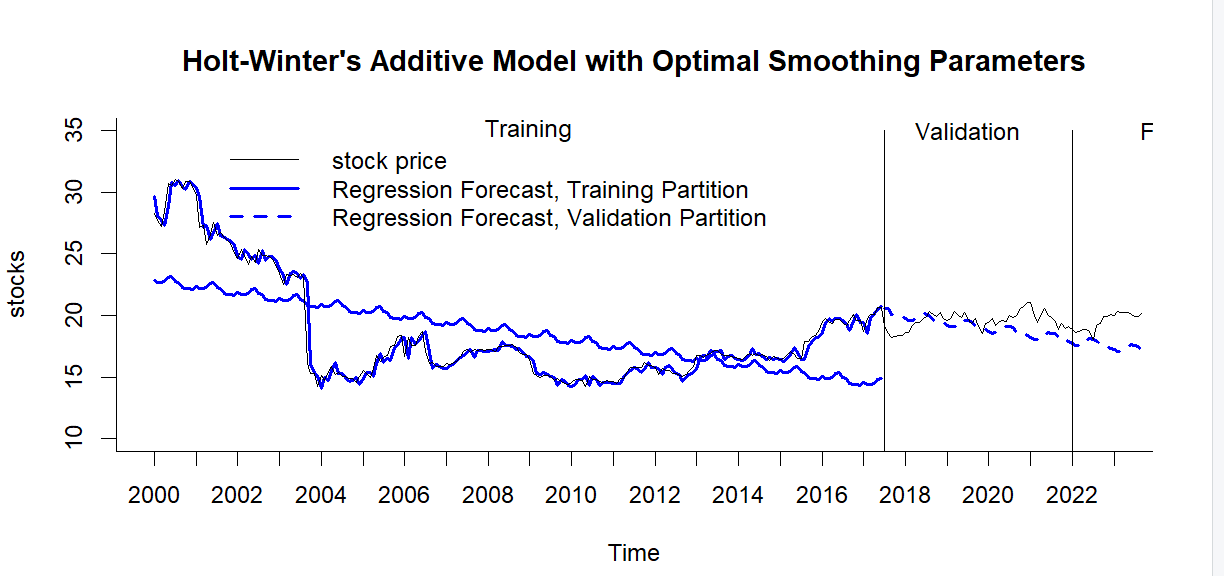 Holt-Winter's Additive Model with Optimal Smoothing Parameters
Training
Validation
F
stock price
Regression Forecast, Training Partition
Regression Forecast, Validation Partition
stocks
35
30
25
20
15
10
2000 2002 2004 2006 2008 2010 2012 2014 2016 2018 2020 2022
Time